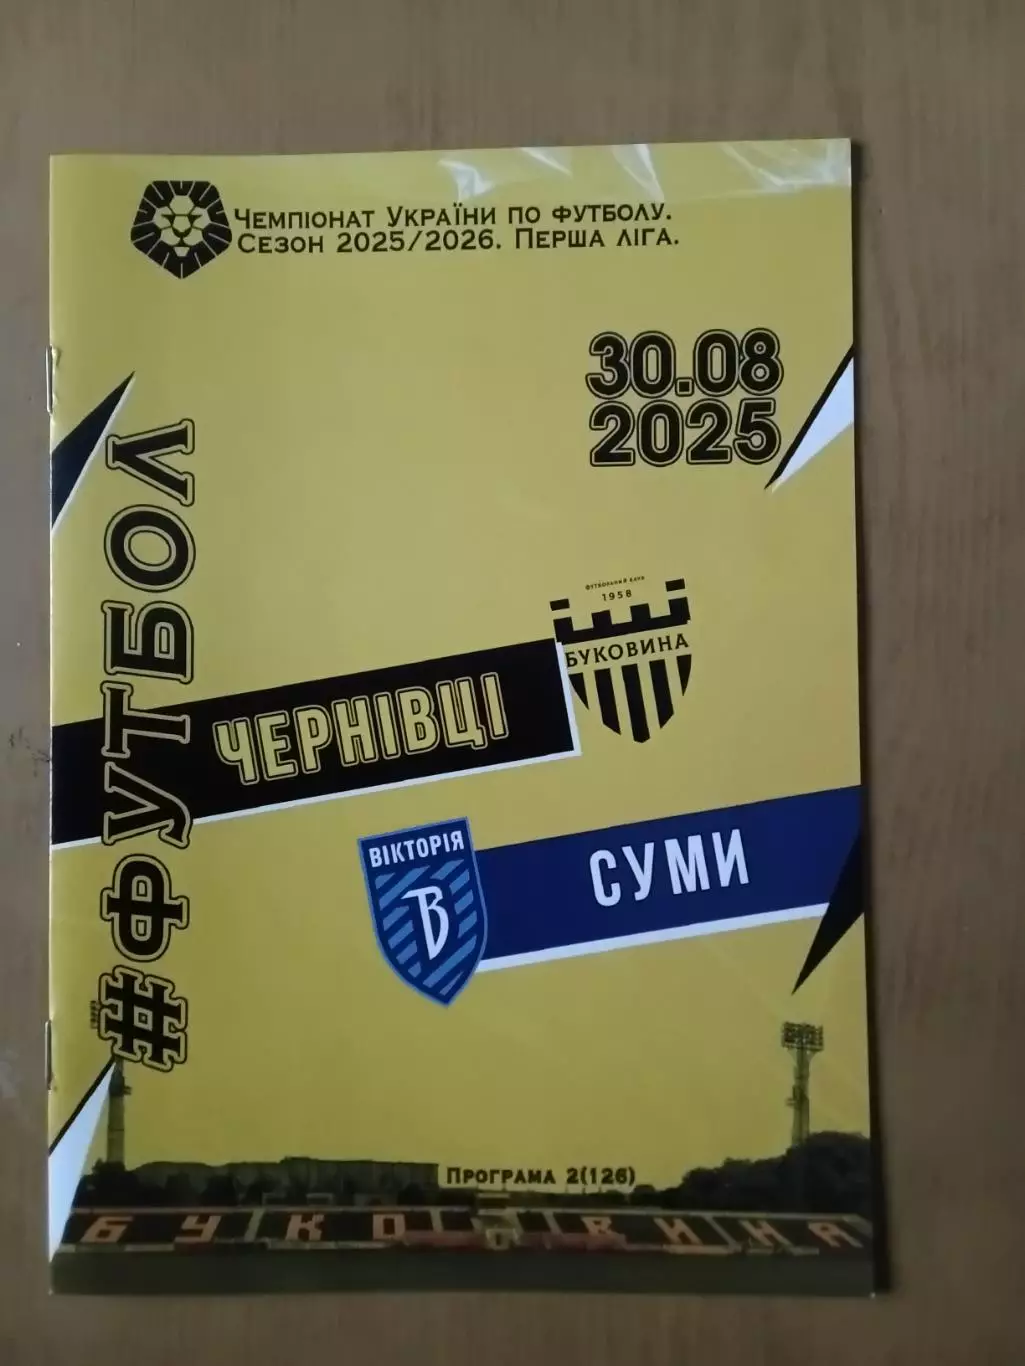 Чемпіонат України по футболу.
Сезон 2025/2026. Перша ліга.
30.08
2025
#ФУТБОЛ
ФУТБОЛЬНИЙ КЛУБ
1958
БУКОВИНА
ЧЕРНІВЦІ
ВІКТОРІЯ
В
СУМИ
Програма 2(126)
БУКОВИНА